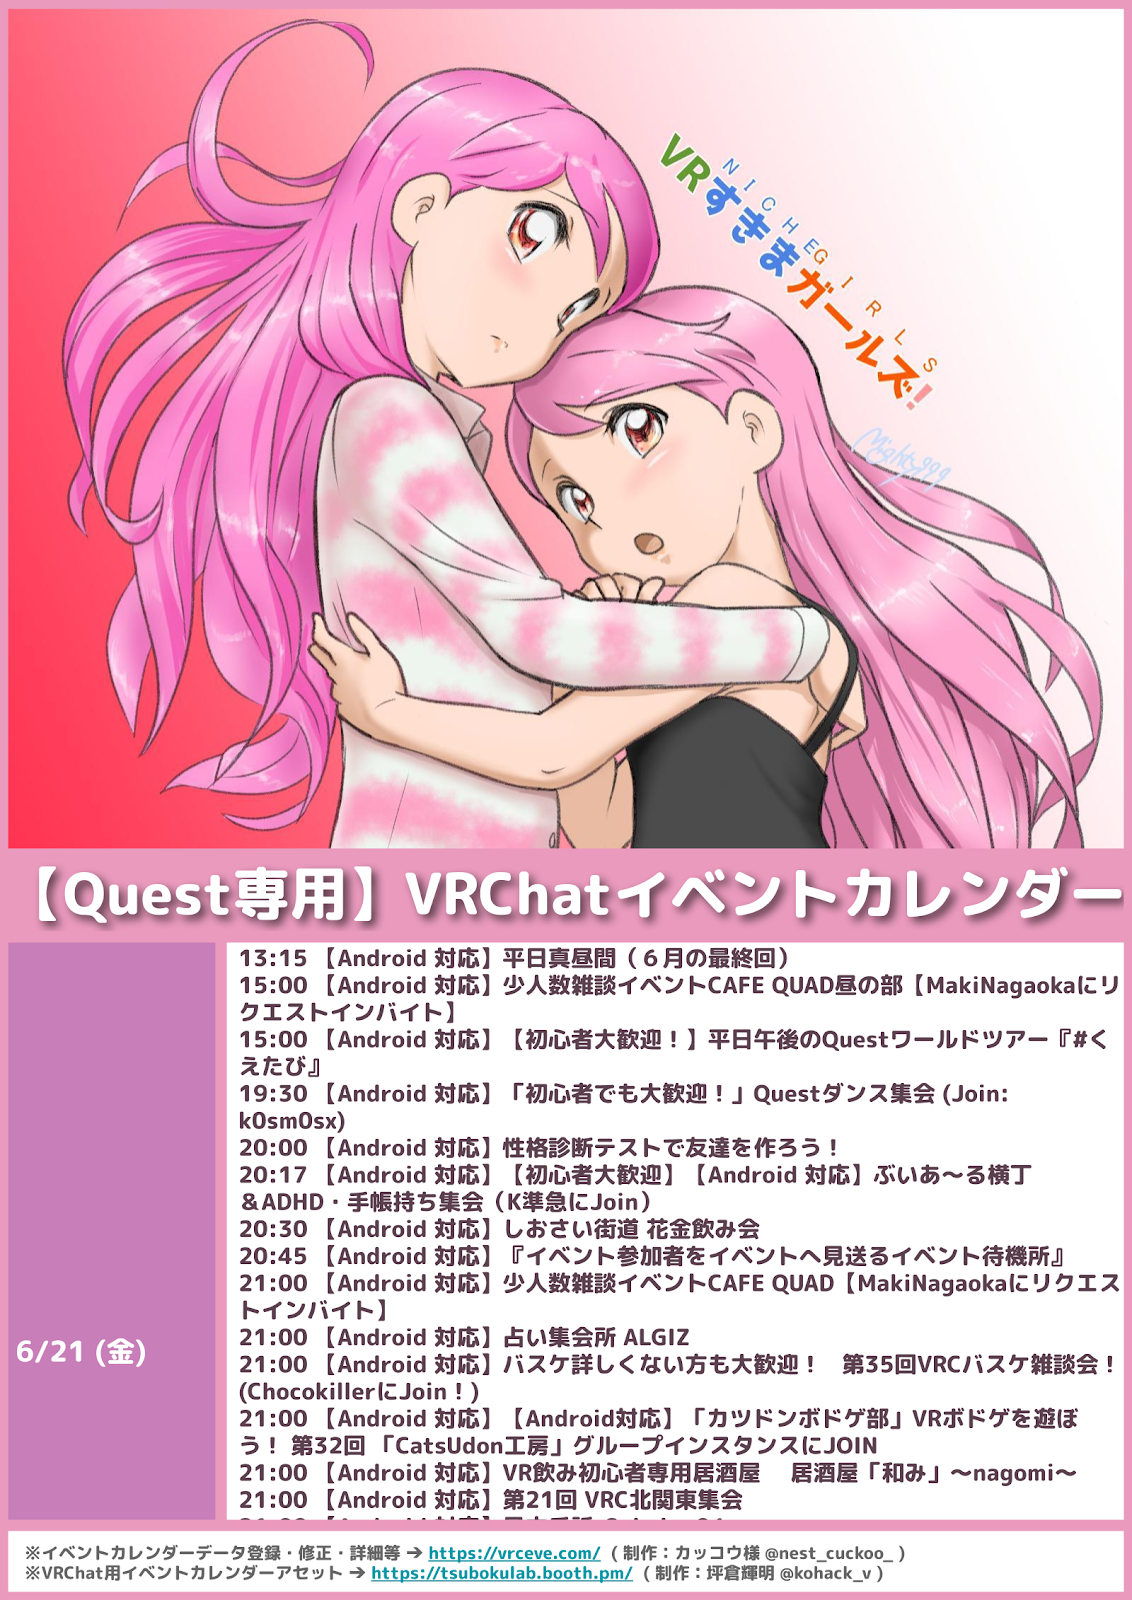 VRすきまガールズ!
NICHEGIRLS
Mighty999
【Quest専用】VRChatイベントカレンダー
6/21 (金)
13:15 【Android 対応】平日真昼間（６月の最終回）
15:00 【Android 対応】少人数雑談イベントCAFE QUAD昼の部【MakiNagaokaにリ
クエストインバイト】
15:00 【Android 対応】【初心者大歓迎！】平日午後のQuestワールドツアー『#く
えたび』
19:30 【Android 対応】「初心者でも大歓迎！」Questダンス集会 (Join:
k0sm0sx)
20:00 【Android 対応】性格診断テストで友達を作ろう！
20:17 【Android 対応】【初心者大歓迎】【Android 対応】ぶいあ～る横丁
＆ADHD・手帳持ち集会（K準急にJoin）
20:30 【Android 対応】しおさい街道 花金飲み会
20:45 【Android 対応】『イベント参加者をイベントへ見送るイベント待機所』
21:00 【Android 対応】少人数雑談イベントCAFE QUAD【MakiNagaokaにリクエス
トインバイト】
21:00 【Android 対応】占い集会所 ALGIZ
21:00 【Android 対応】バスケ詳しくない方も大歓迎！　第35回VRCバスケ雑談会！
(ChocokillerにJoin！)
21:00 【Android 対応】【Android対応】「カツドンボドゲ部」VRボドゲを遊ぼ
う！ 第32回 「CatsUdon工房」グループインスタンスにJOIN
21:00 【Android 対応】VR飲み初心者専用居酒屋　居酒屋「和み」～nagomi～
21:00 【Android 対応】第21回 VRC北関東集会
※イベントカレンダーデータ登録・修正・詳細等 → https://vrceve.com/ ( 制作：カッコウ様 @nest_cuckoo_ )
※VRChat用イベントカレンダーアセット → https://tsubokulab.booth.pm/ ( 制作：坪倉輝明 @kohack_v )